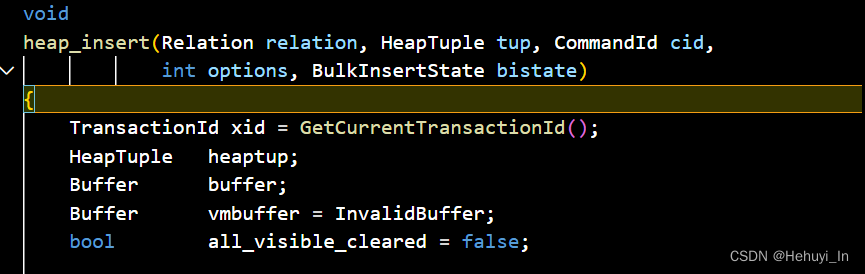 void
heap_insert(Relation relation, HeapTuple tup, CommandId cid,
int options, BulkInsertState bistate)
{
TransactionId xid = GetCurrentTransactionId();
HeapTuple heaptup;
Buffer buffer;
Buffer vmbuffer = InvalidBuffer;
bool all_visible_cleared = false;
CSDN @Hehuyi_In